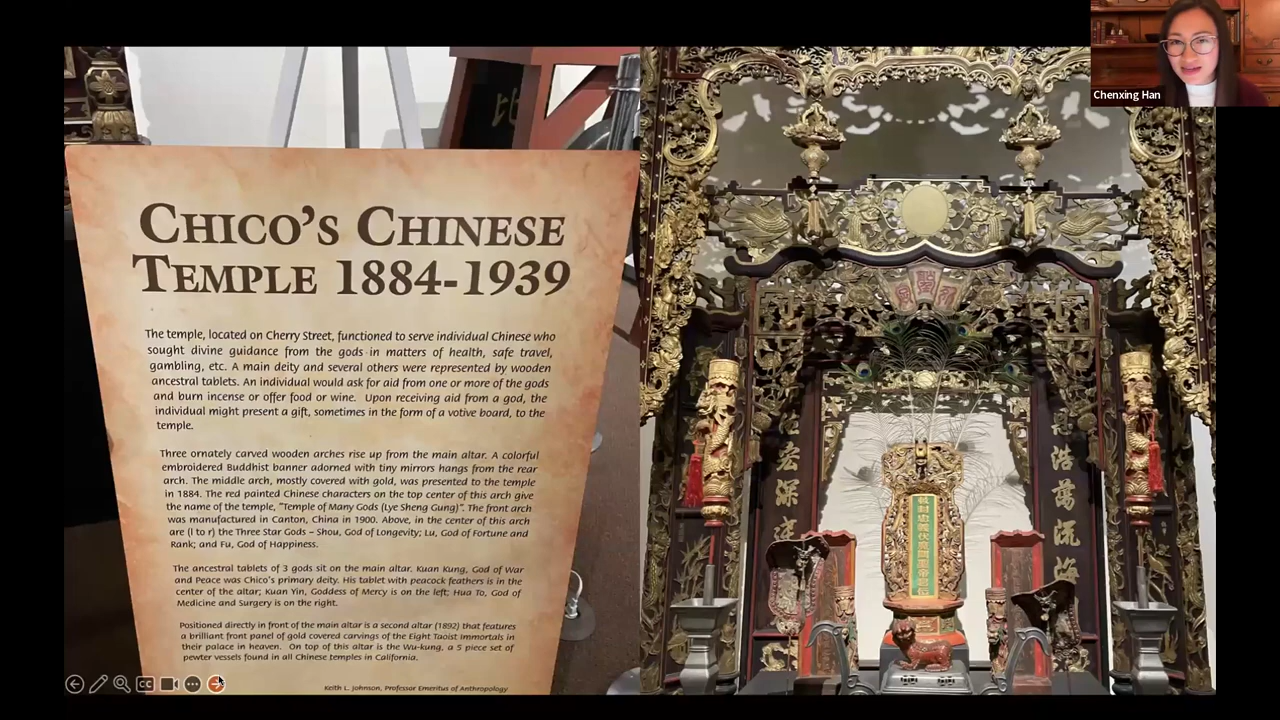 CHICO'S CHINESE
TEMPLE 1884-1939
The temple, located on Cherry Street, functioned to serve individual Chinese who
sought divine guidance from the gods in matters of health, safe travel,
gambling, etc. A main deity and several others were represented by wooden
ancestral tablets. An individual would ask for aid from one or more of the gods
and burn incense or offer food or wine. Upon receiving aid from a god, the
individual might present a gift, sometimes in the form of a votive board, to the
temple.
Three ornately carved wooden arches rise up from the main altar. A colorful
embroidered Buddhist banner adorned with tiny mirrors hangs from the rear
arch. The middle arch, mostly covered with gold, was presented to the temple
in 1884. The red painted Chinese characters on the top center of this arch give
the name of the temple, "Temple of Many Gods (Lye Sheng Gung)". The front arch
was manufactured in Canton, China in 1900. Above, in the center of this arch
are (l to r) the Three Star Gods – Shou, God of Longevity; Lu, God of Fortune and
Rank; and Fu, God of Happiness.
The ancestral tablets of 3 gods sit on the main altar. Kuan Kung, God of War
and Peace was Chico's primary deity. His tablet with peacock feathers is in the
center of the altar; Kuan Yin, Goddess of Mercy is on the left; Hua To, God of
Medicine and Surgery is on the right.
Positioned directly in front of the main altar is a second altar (1892) that features
a brilliant front panel of gold covered carvings of the Eight Taoist Immortals in
their palace in heaven. On top of this altar is the Wu-kung, a 5 piece set of
pewter vessels found in all Chinese temples in California.
Keith L. Johnson, Professor Emeritus of Anthropology
比
宏
深
浩
蕩
流
Chenxing Han
CC